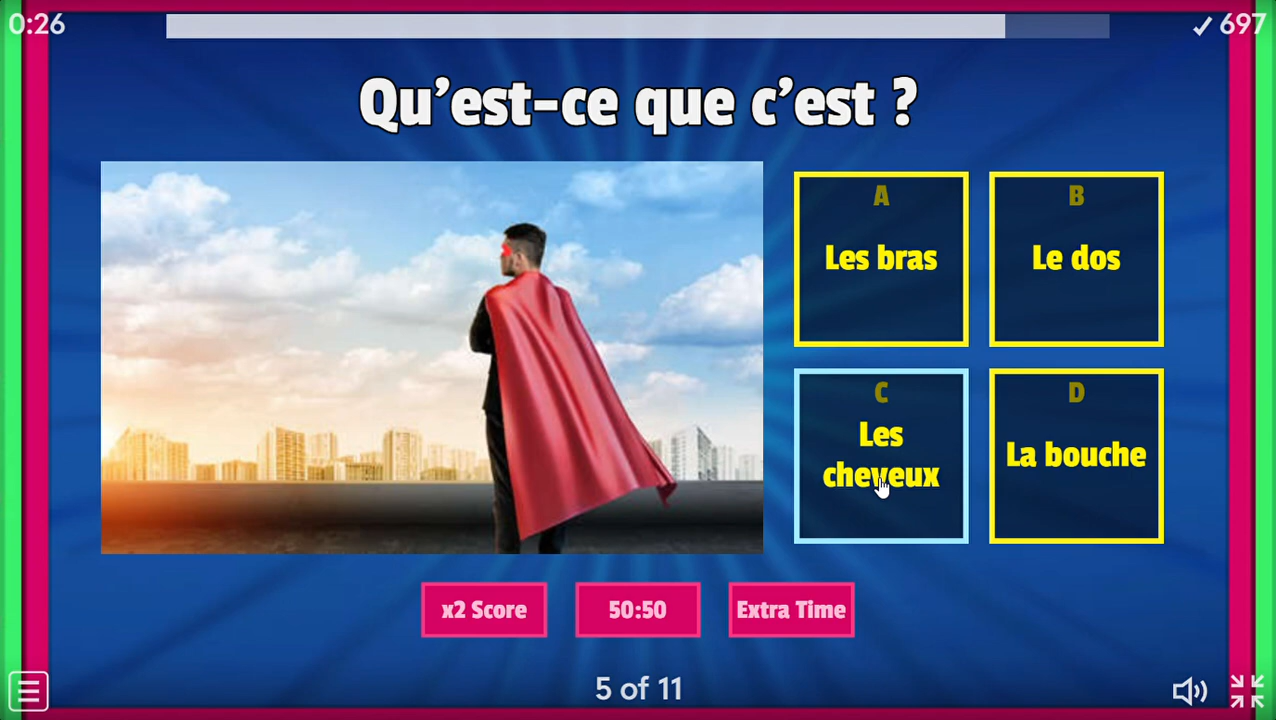 0:26
✓ 697
Qu'est-ce que c'est ?
A
Les bras
B
Le dos
C
Les
cheveux
D
La bouche
x2 Score
50:50
Extra Time
5 of 11